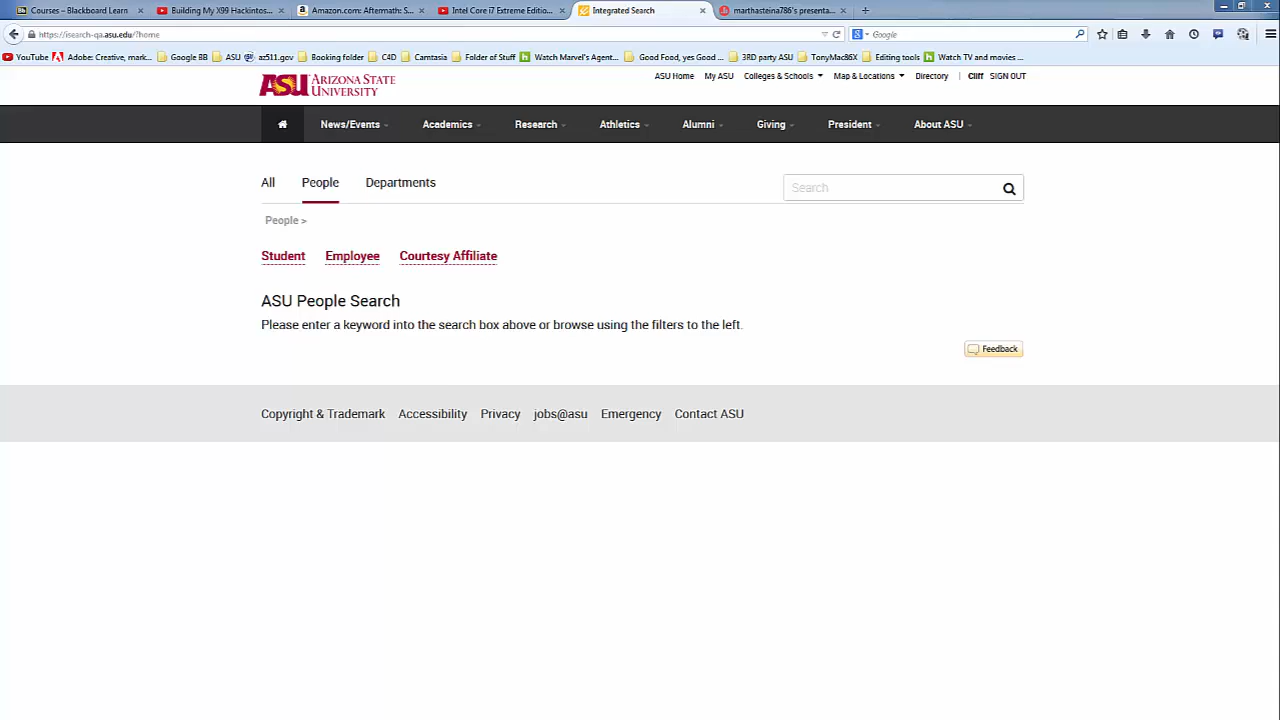 Courses – Blackboard Learn
Building My X99 Hackintos...
Amazon.com: Aftermath: S...
Intel Core i7 Extreme Editio...
Integrated Search
marthasteina786's presenta...
https://isearch-qa.asu.edu/?home
Google
YouTube Adobe: Creative, mark... Google BB ASU az511.gov Booking folder C4D Camtasia Folder of Stuff Watch Marvel's Agent... Good Food, yes Good ... 3RD party ASU TonyMac86X Editing tools Watch TV and movies ...
ASU ARIZONA STATE UNIVERSITY
ASU Home My ASU Colleges & Schools Map & Locations Directory | Cliff SIGN OUT
News/Events Academics Research Athletics Alumni Giving President About ASU
All People Departments
Search
People >
Student Employee Courtesy Affiliate
ASU People Search
Please enter a keyword into the search box above or browse using the filters to the left.
Feedback
Copyright & Trademark Accessibility Privacy jobs@asu Emergency Contact ASU